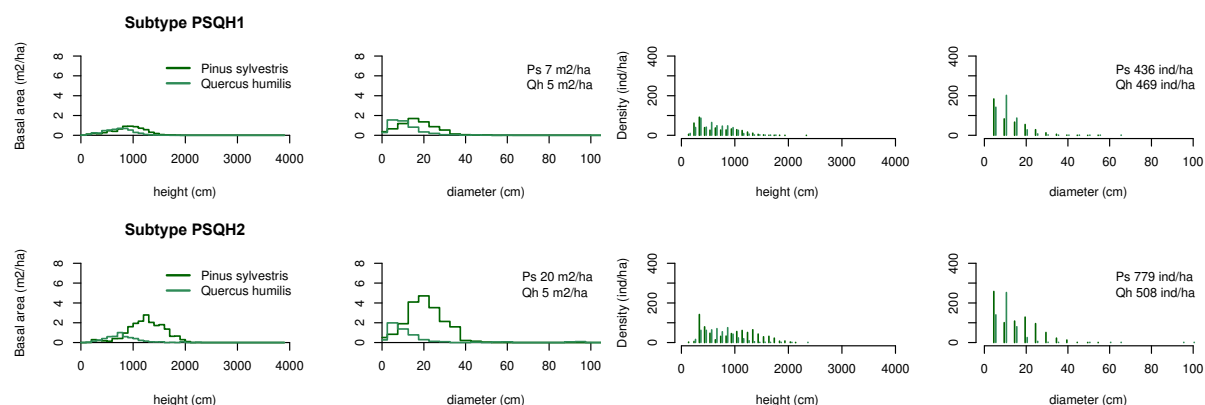 Subtype PSQH1
Basal area (m2/ha)
0 2 4 6 8
0 1000 2000 3000 4000
height (cm)
Pinus sylvestris
Quercus humilis
0 2 4 6 8
0 20 40 60 80 100
diameter (cm)
Ps 7 m2/ha
Qh 5 m2/ha
Density (ind/ha)
0 200 400
0 1000 2000 3000 4000
height (cm)
0 200 400
0 20 40 60 80 100
diameter (cm)
Ps 436 ind/ha
Qh 469 ind/ha
Subtype PSQH2
Basal area (m2/ha)
0 2 4 6 8
0 1000 2000 3000 4000
height (cm)
Pinus sylvestris
Quercus humilis
0 2 4 6 8
0 20 40 60 80 100
diameter (cm)
Ps 20 m2/ha
Qh 5 m2/ha
Density (ind/ha)
0 200 400
0 1000 2000 3000 4000
height (cm)
0 200 400
0 20 40 60 80 100
diameter (cm)
Ps 779 ind/ha
Qh 508 ind/ha